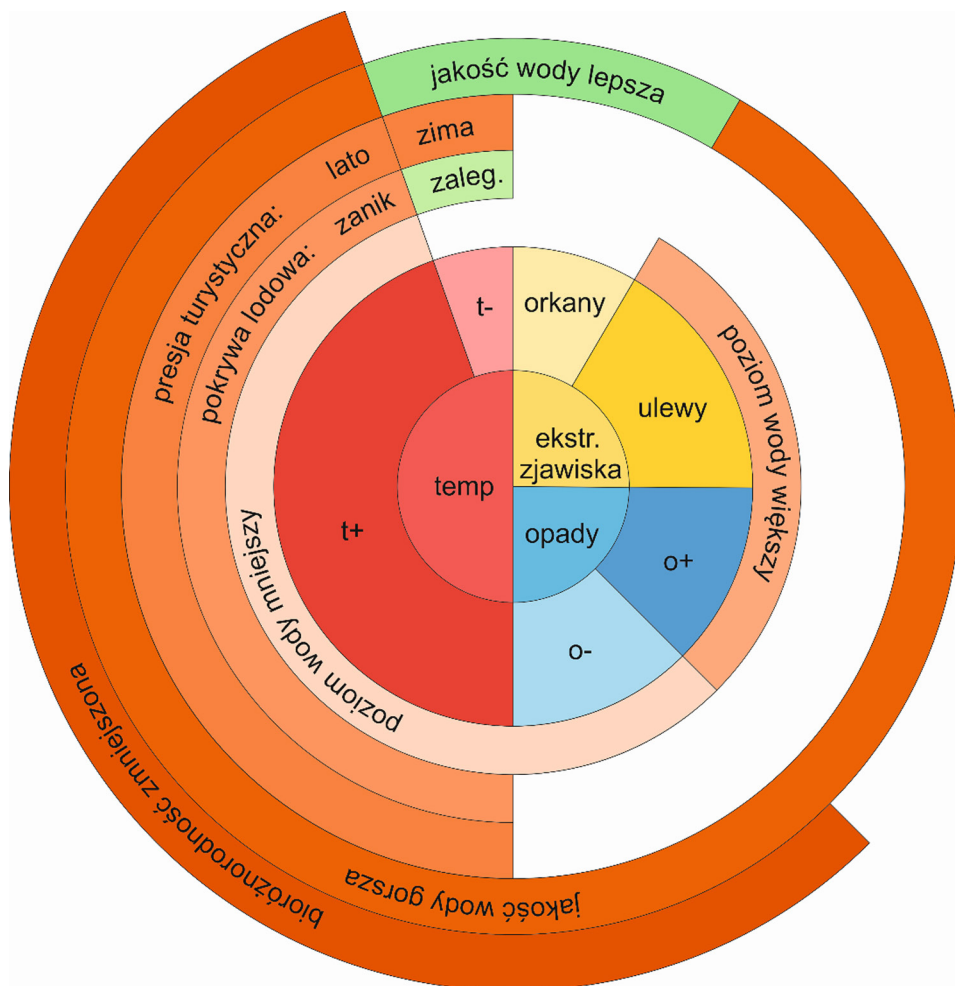 jakość wody lepsza
zima
lato
zaleg.
zanik
presja turystyczna:
pokrywa lodowa:
t-
orkany
ulewy
poziom wody większy
ekstr.
zjawiska
temp
t+
opady
o+
o-
poziom wody mniejszy
jakość wody gorsza
bioróżnorodność zmniejszona